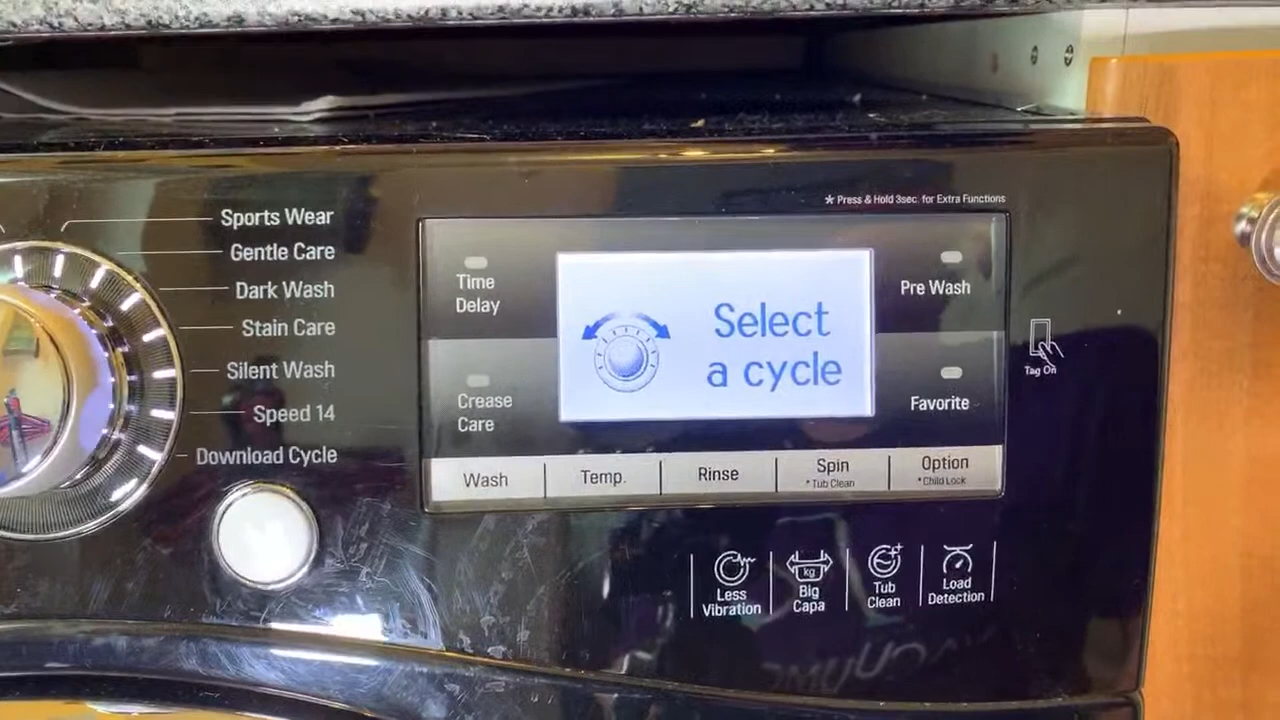 * Press & Hold 3sec. for Extra Functions
Sports Wear
Gentle Care
Dark Wash
Stain Care
Silent Wash
Speed 14
Download Cycle
Time
Delay
Crease
Care
Select
a cycle
Pre Wash
Favorite
Tag On
Wash
Temp.
Rinse
Spin
* Tub Clean
Option
* Child Lock
Less
Vibration
kg
Big
Capa
Tub
Clean
Load
Detection